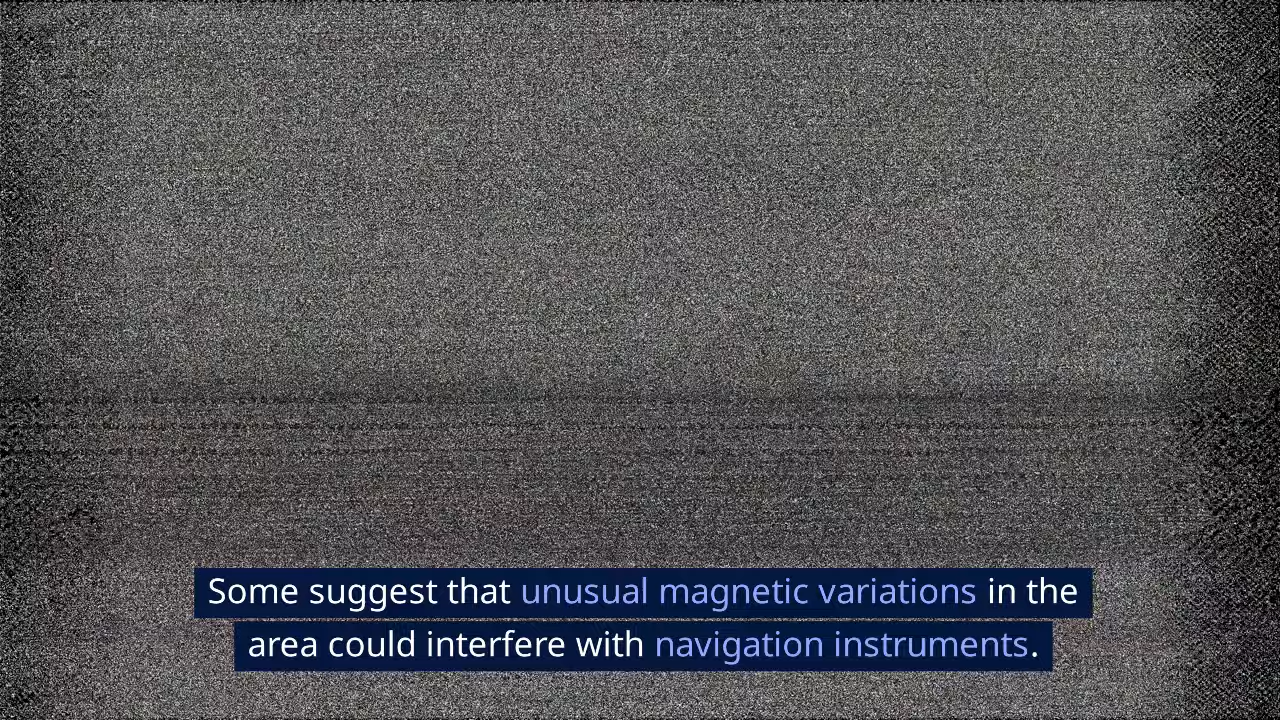 Some suggest that unusual magnetic variations in the
area could interfere with navigation instruments.